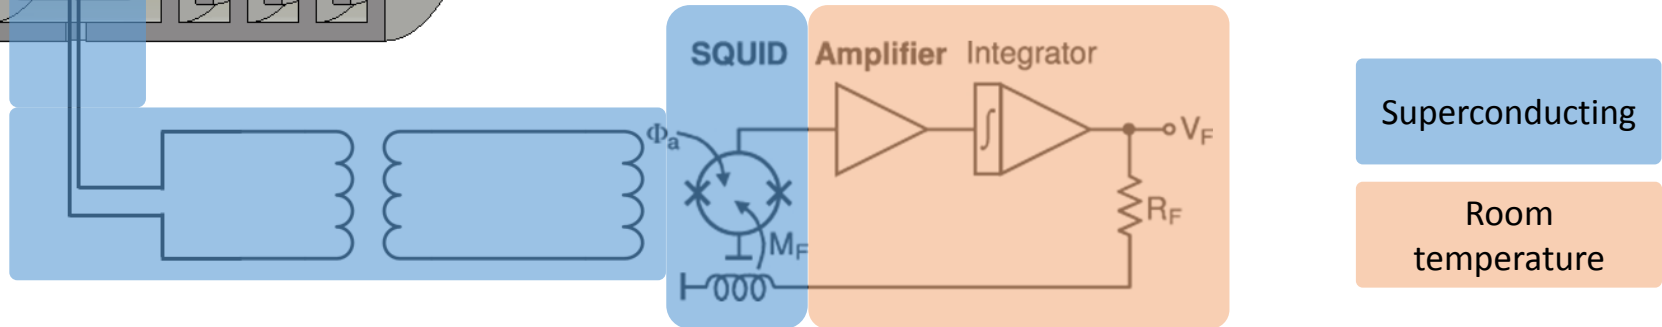 SQUID
Amplifier
Integrator
Φa
MF
∫
VF
RF
Superconducting
Room
temperature